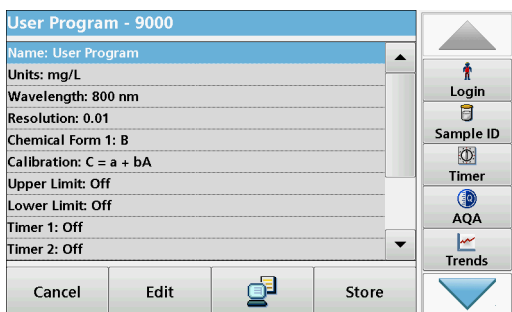 User Program - 9000
Name: User Program
Units: mg/L
Wavelength: 800 nm
Resolution: 0.01
Chemical Form 1: B
Calibration: C = a + bA
Upper Limit: Off
Lower Limit: Off
Timer 1: Off
Timer 2: Off
Cancel
Edit
Store
Login
Sample ID
Timer
AQA
Trends